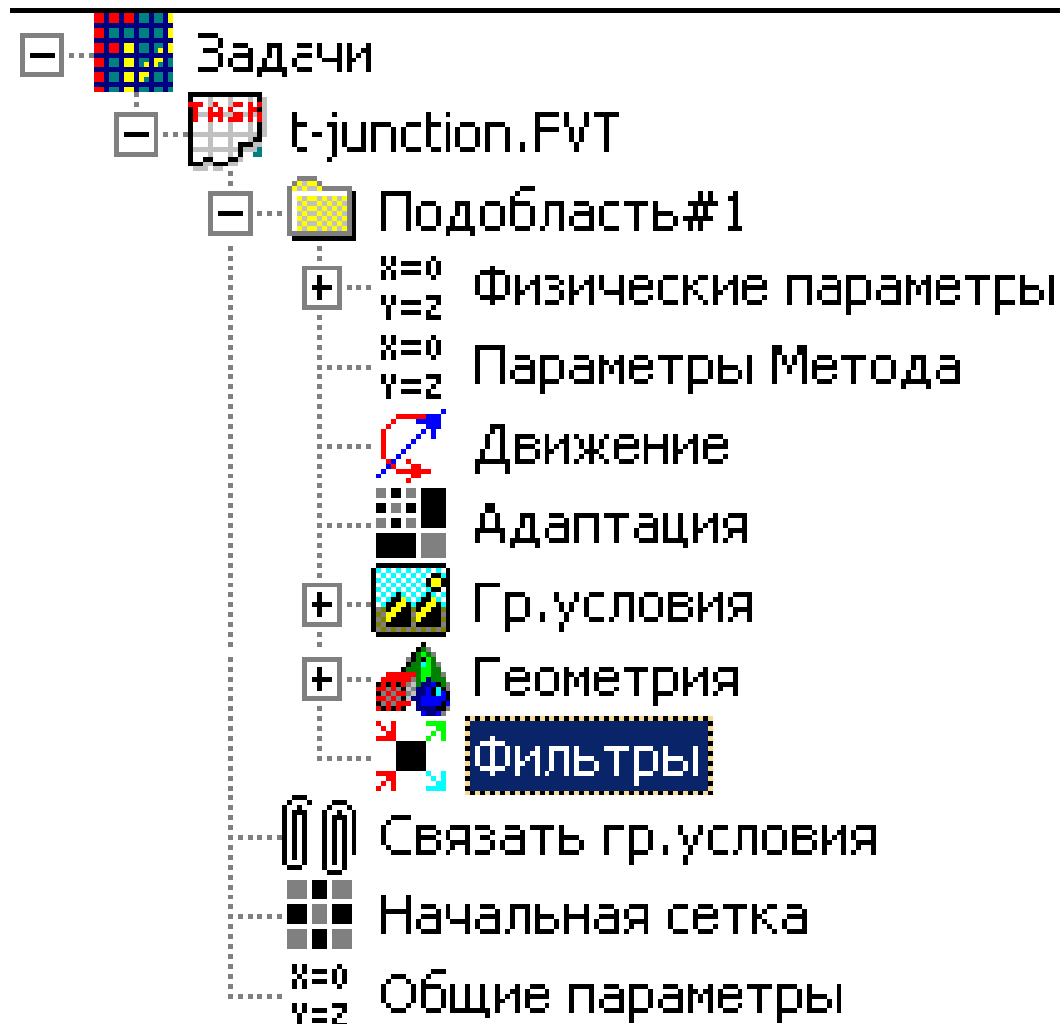 Задачи
TASK
t-junction.FVT
Подобласть#1
X=0
Y=Z
Физические параметры
X=0
Y=Z
Параметры Метода
Движение
Адаптация
Гр.условия
Геометрия
Фильтры
Связать гр.условия
Начальная сетка
X=0
Y=Z
Общие параметры